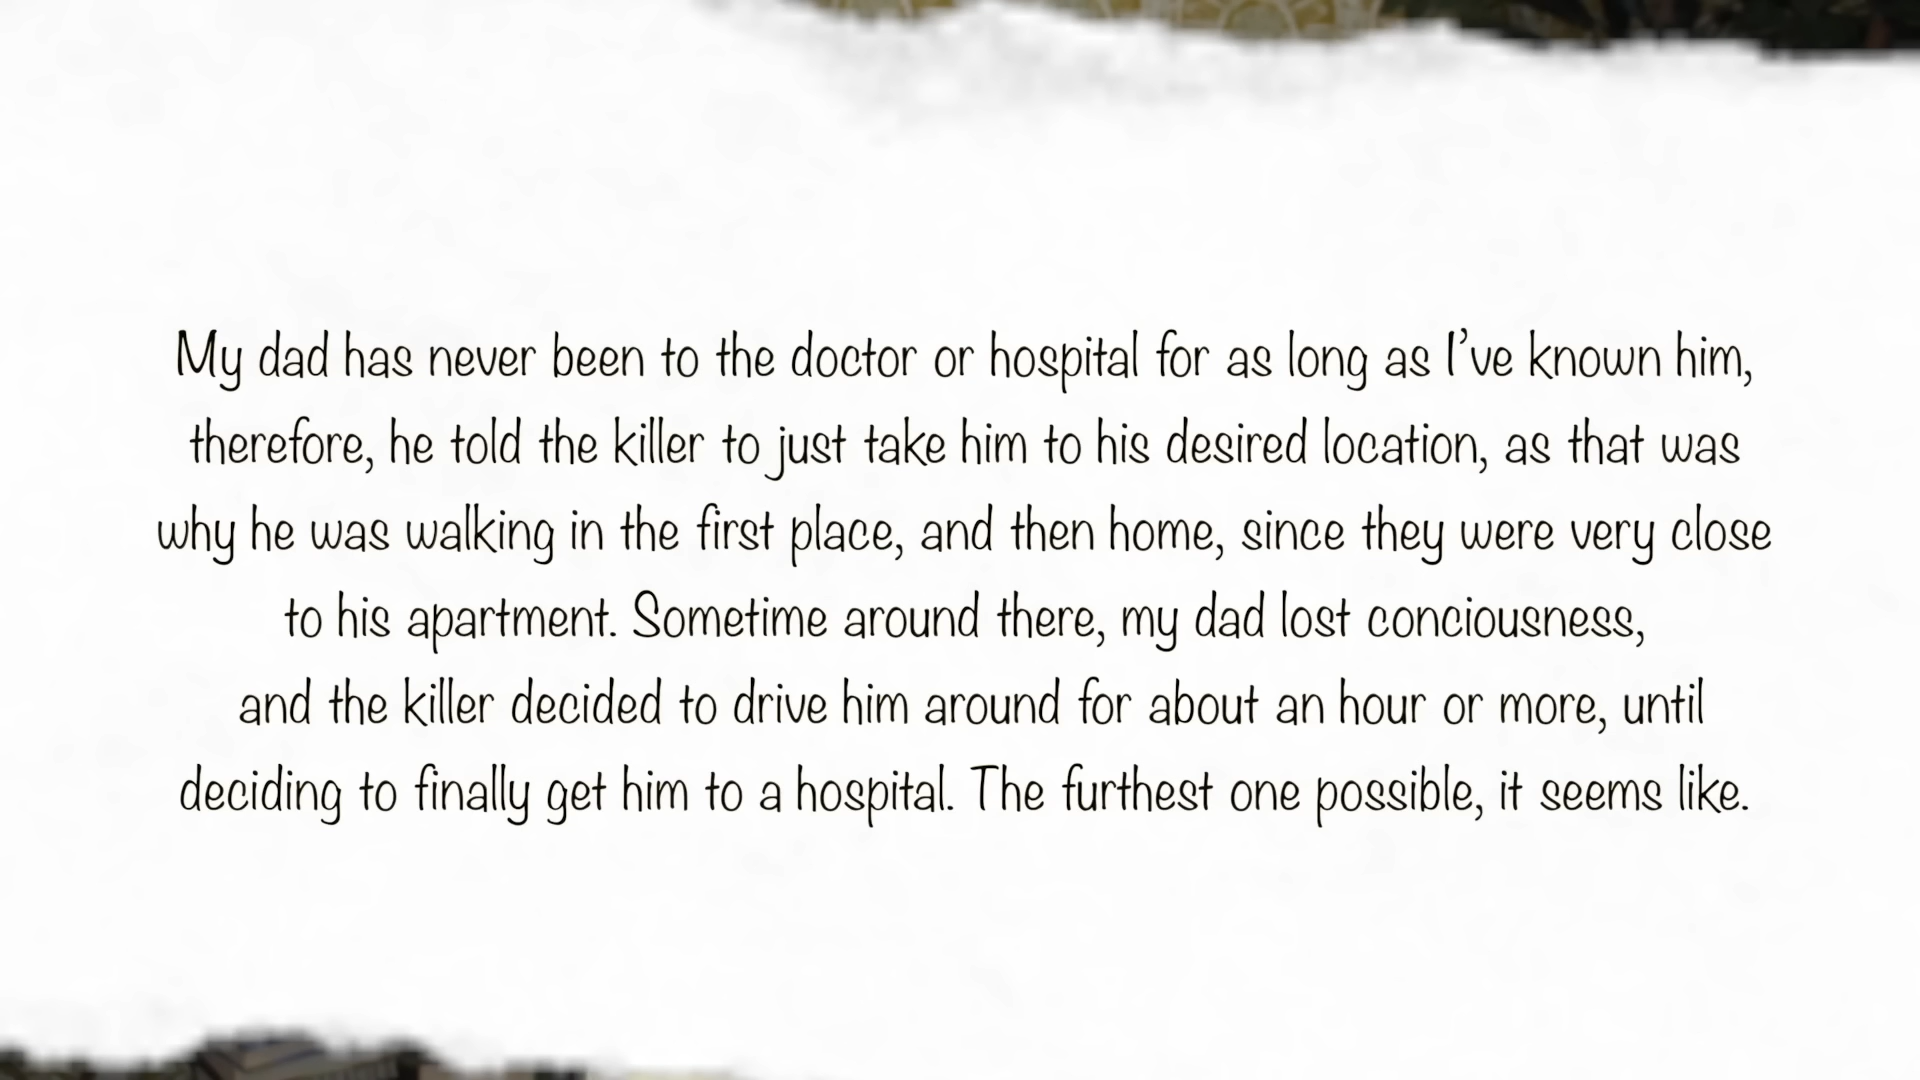 My dad has never been to the doctor or hospital for as long as I've known him,
therefore, he told the killer to just take him to his desired location, as that was
why he was walking in the first place, and then home, since they were very close
to his apartment. Sometime around there, my dad lost conciousness,
and the killer decided to drive him around for about an hour or more, until
deciding to finally get him to a hospital. The furthest one possible, it seems like.